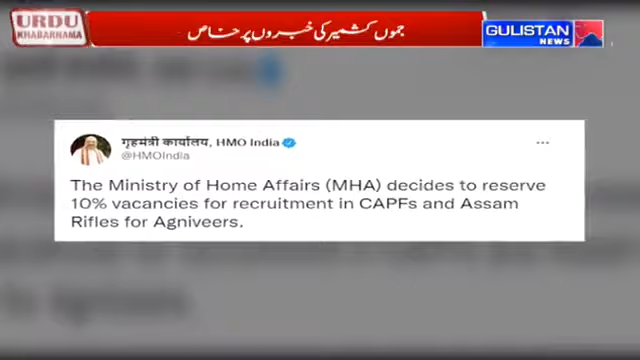 URDU
KHABARNAMA
جموں کشمیر کی خبروں پر خاص
GULISTAN
NEWS
गृहमंत्री कार्यालय, HMO India
@HMOIndia
The Ministry of Home Affairs (MHA) decides to reserve
10% vacancies for recruitment in CAPFs and Assam
Rifles for Agniveers.